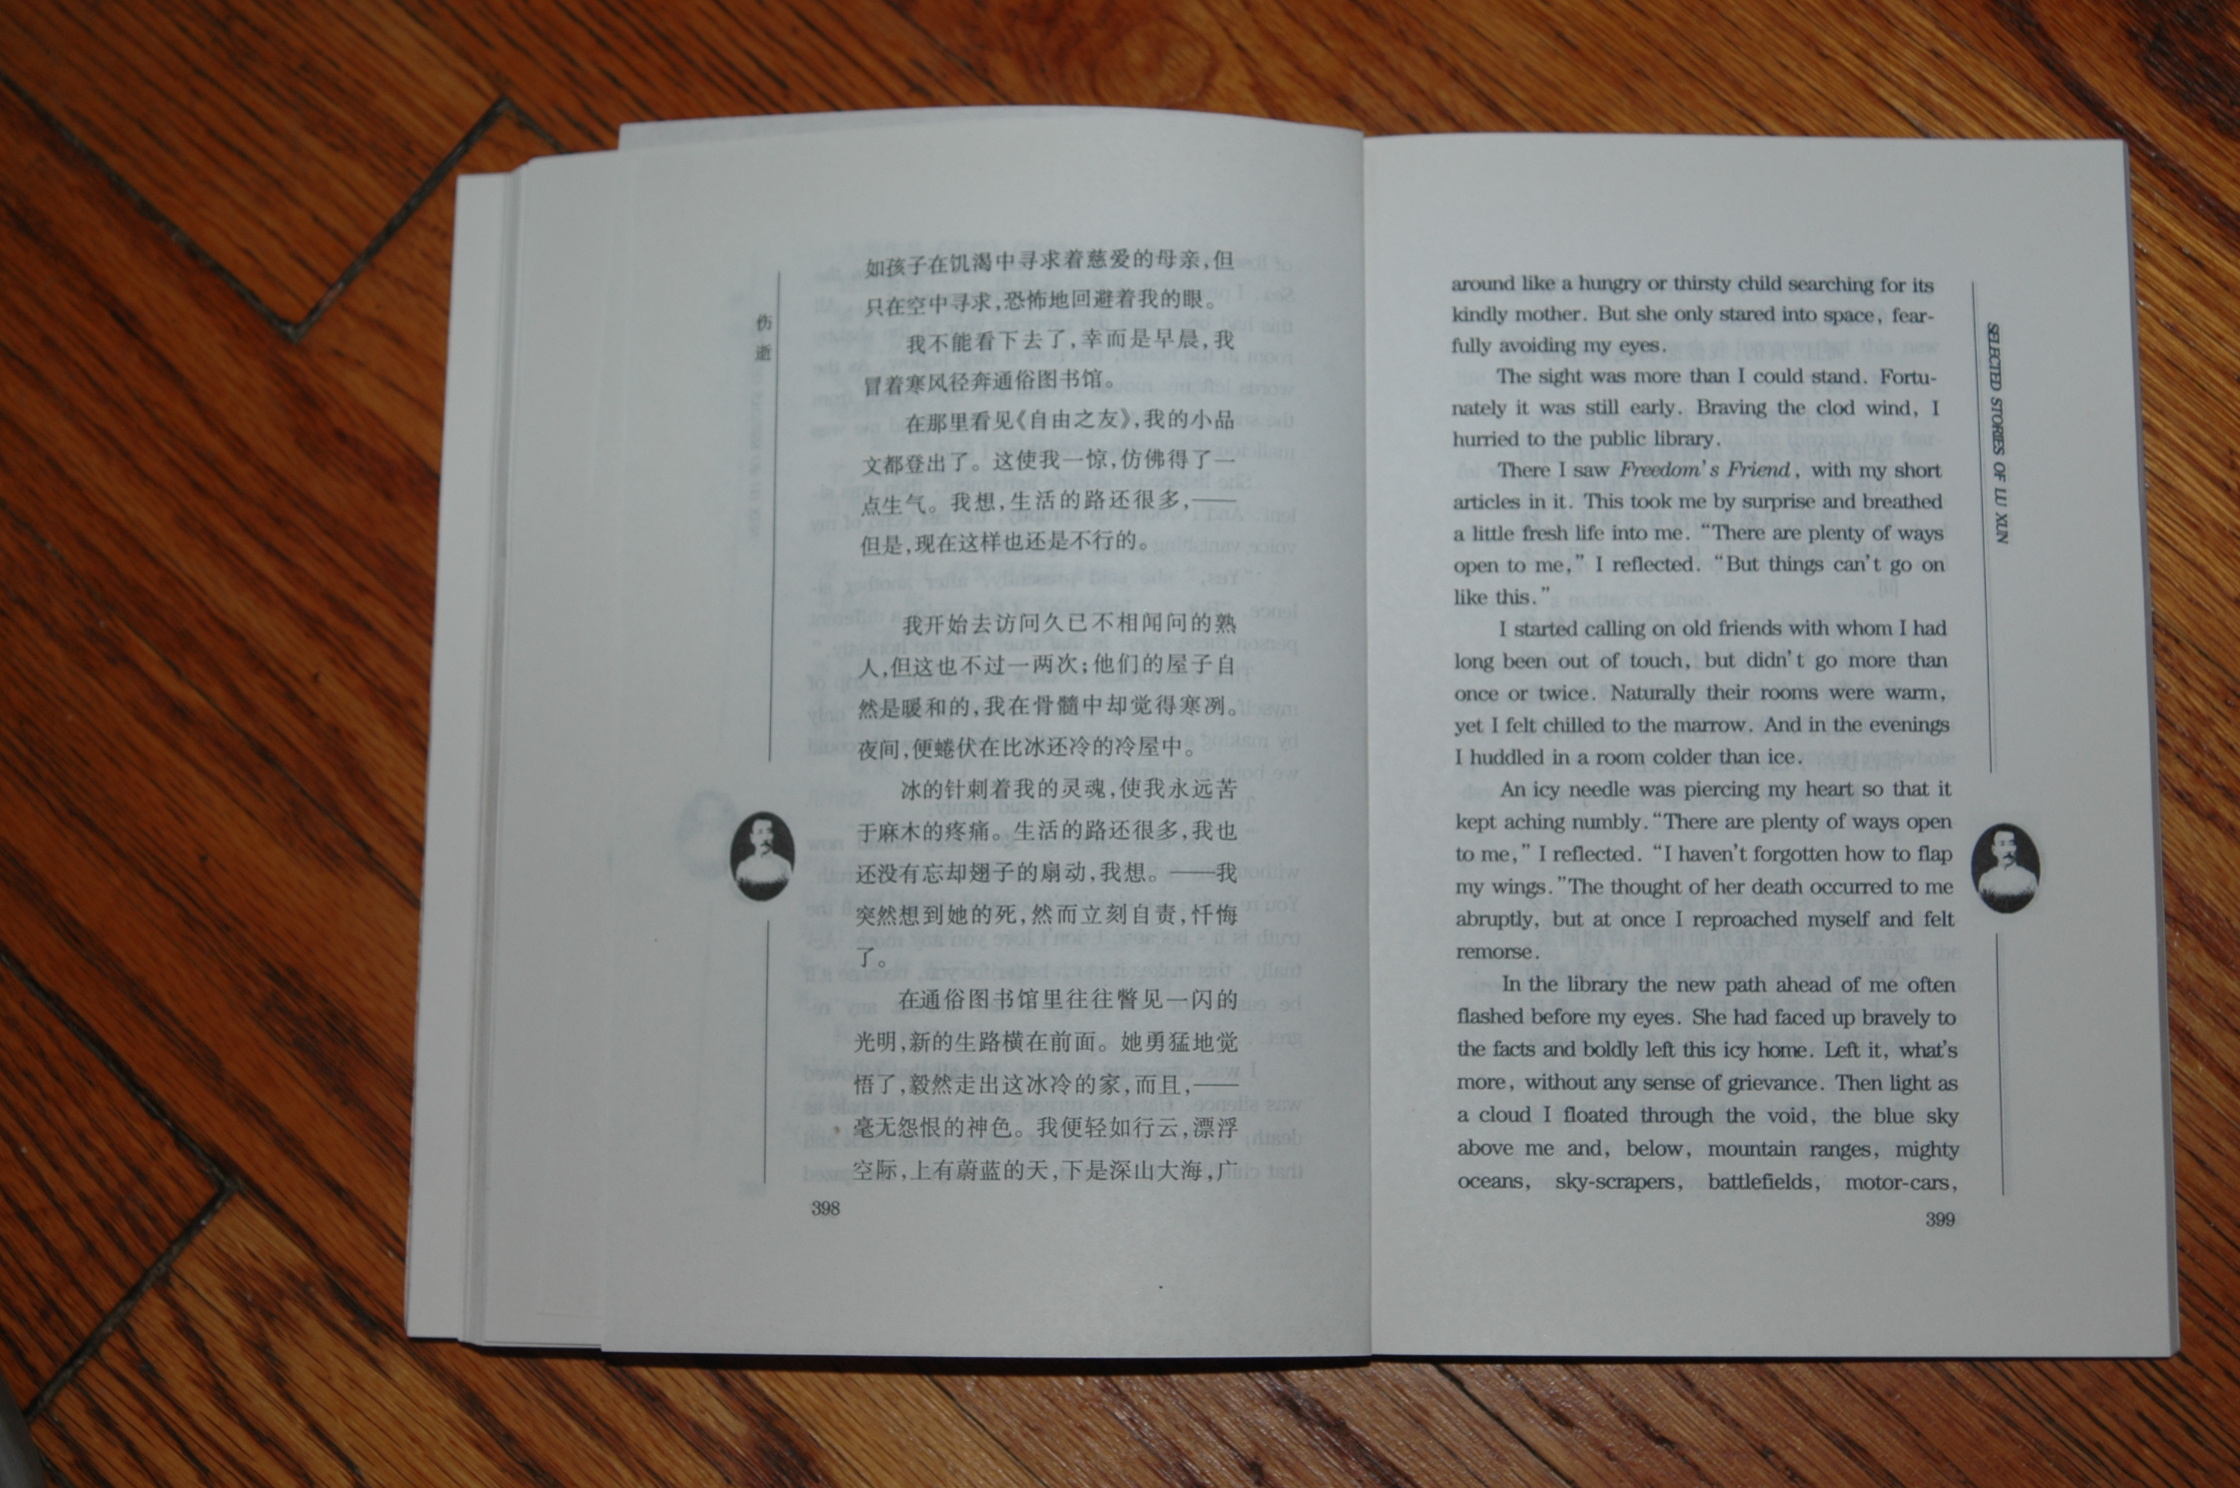 伤
逝
如孩子在饥渴中寻求着慈爱的母亲,但
只在空中寻求,恐怖地回避着我的眼。
我不能看下去了,幸而是早晨,我
冒着寒风径奔通俗图书馆。
在那里看见《自由之友》,我的小品
文都登出了。这使我一惊,仿佛得了一
点生气。我想,生活的路还很多,——
但是,现在这样也还是不行的。
我开始去访问久已不相闻问的熟
人,但这也不过一两次;他们的屋子自
然是暖和的,我在骨髓中却觉得寒冽。
夜间,便蜷伏在比冰还冷的冷屋中。
冰的针刺着我的灵魂,使我永远苦
于麻木的疼痛。生活的路还很多,我也
还没有忘却翅子的扇动,我想。——我
突然想到她的死,然而立刻自责,忏悔
了。
在通俗图书馆里往往瞥见一闪的
光明,新的生路横在前面。她勇猛地觉
悟了,毅然走出这冰冷的家,而且,——
毫无怨恨的神色。我便轻如行云,漂浮
空际,上有蔚蓝的天,下是深山大海,广
398
SELECTED STORIES OF LU XUN
around like a hungry or thirsty child searching for its
kindly mother. But she only stared into space, fear-
fully avoiding my eyes.
The sight was more than I could stand. Fortu-
nately it was still early. Braving the clod wind, I
hurried to the public library.
There I saw Freedom's Friend, with my short
articles in it. This took me by surprise and breathed
a little fresh life into me. "There are plenty of ways
open to me," I reflected. "But things can't go on
like this."
I started calling on old friends with whom I had
long been out of touch, but didn't go more than
once or twice. Naturally their rooms were warm,
yet I felt chilled to the marrow. And in the evenings
I huddled in a room colder than ice.
An icy needle was piercing my heart so that it
kept aching numbly. "There are plenty of ways open
to me," I reflected. "I haven't forgotten how to flap
my wings." The thought of her death occurred to me
abruptly, but at once I reproached myself and felt
remorse.
In the library the new path ahead of me often
flashed before my eyes. She had faced up bravely to
the facts and boldly left this icy home. Left it, what's
more, without any sense of grievance. Then light as
a cloud I floated through the void, the blue sky
above me and, below, mountain ranges, mighty
oceans, sky-scrapers, battlefields, motor-cars,
399